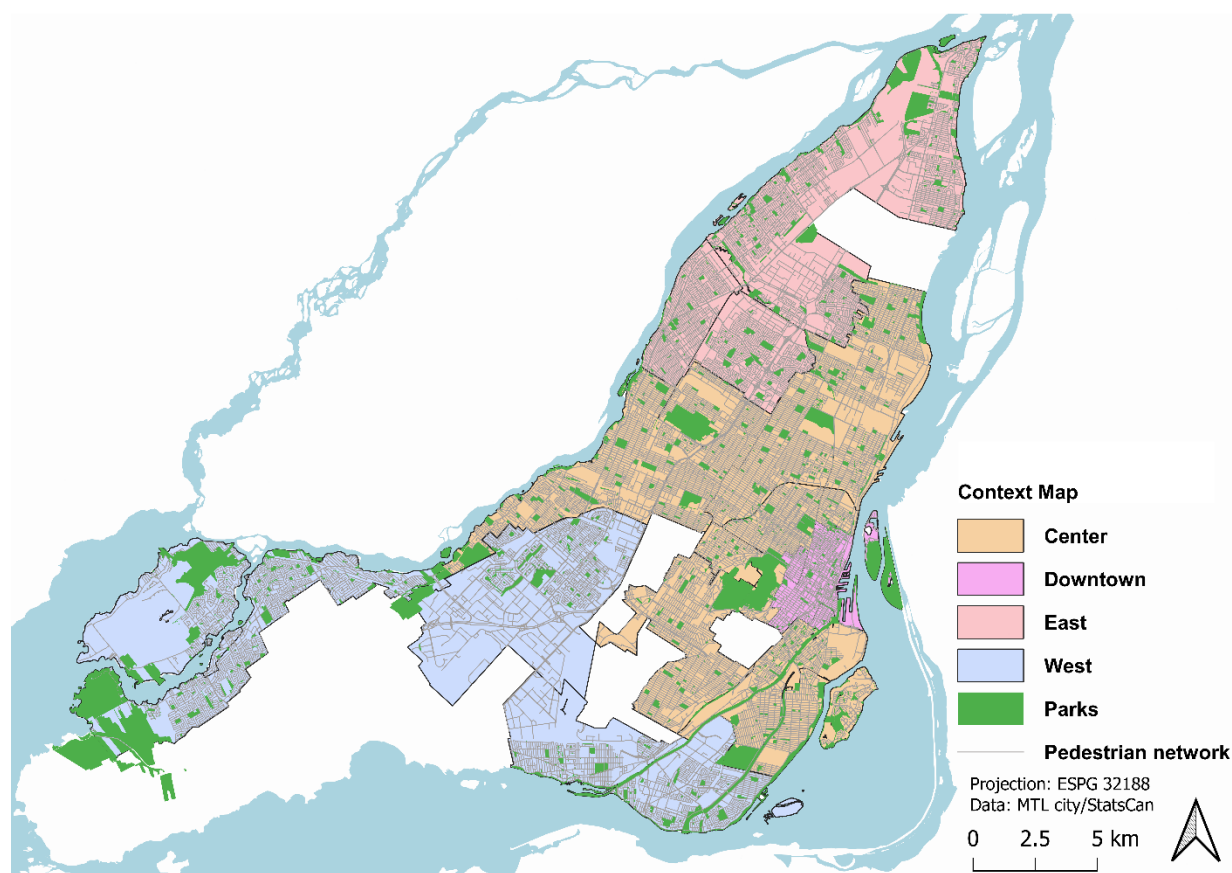 Context Map
Center
Downtown
East
West
Parks
Pedestrian network
Projection: ESPG 32188
Data: MTL city/StatsCan
0 2.5 5 km